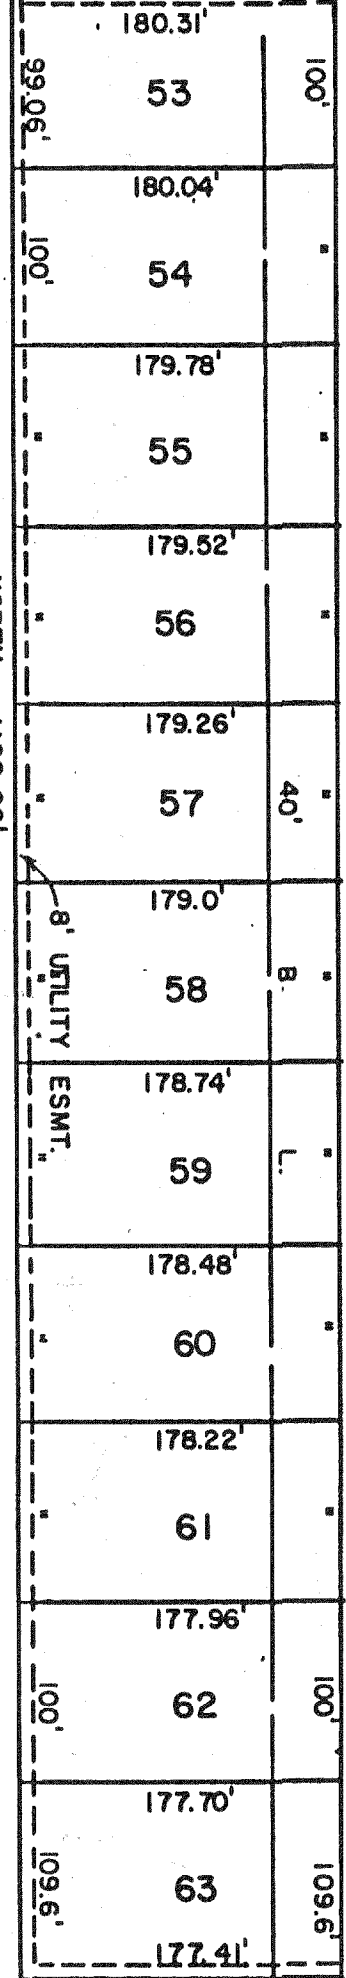 180.31'
99.06' 53 100'
180.04'
100' 54 "
179.78'
" 55 "
179.52'
" 56 "
179.26'
" 57 40' "
179.0'
8' UTILITY ESMT.
" 58 B. "
178.74'
" 59 L. "
178.48'
" 60 "
178.22'
" 61 "
177.96'
100' 62 100'
177.70'
109.6' 63 109.6'
177.41'